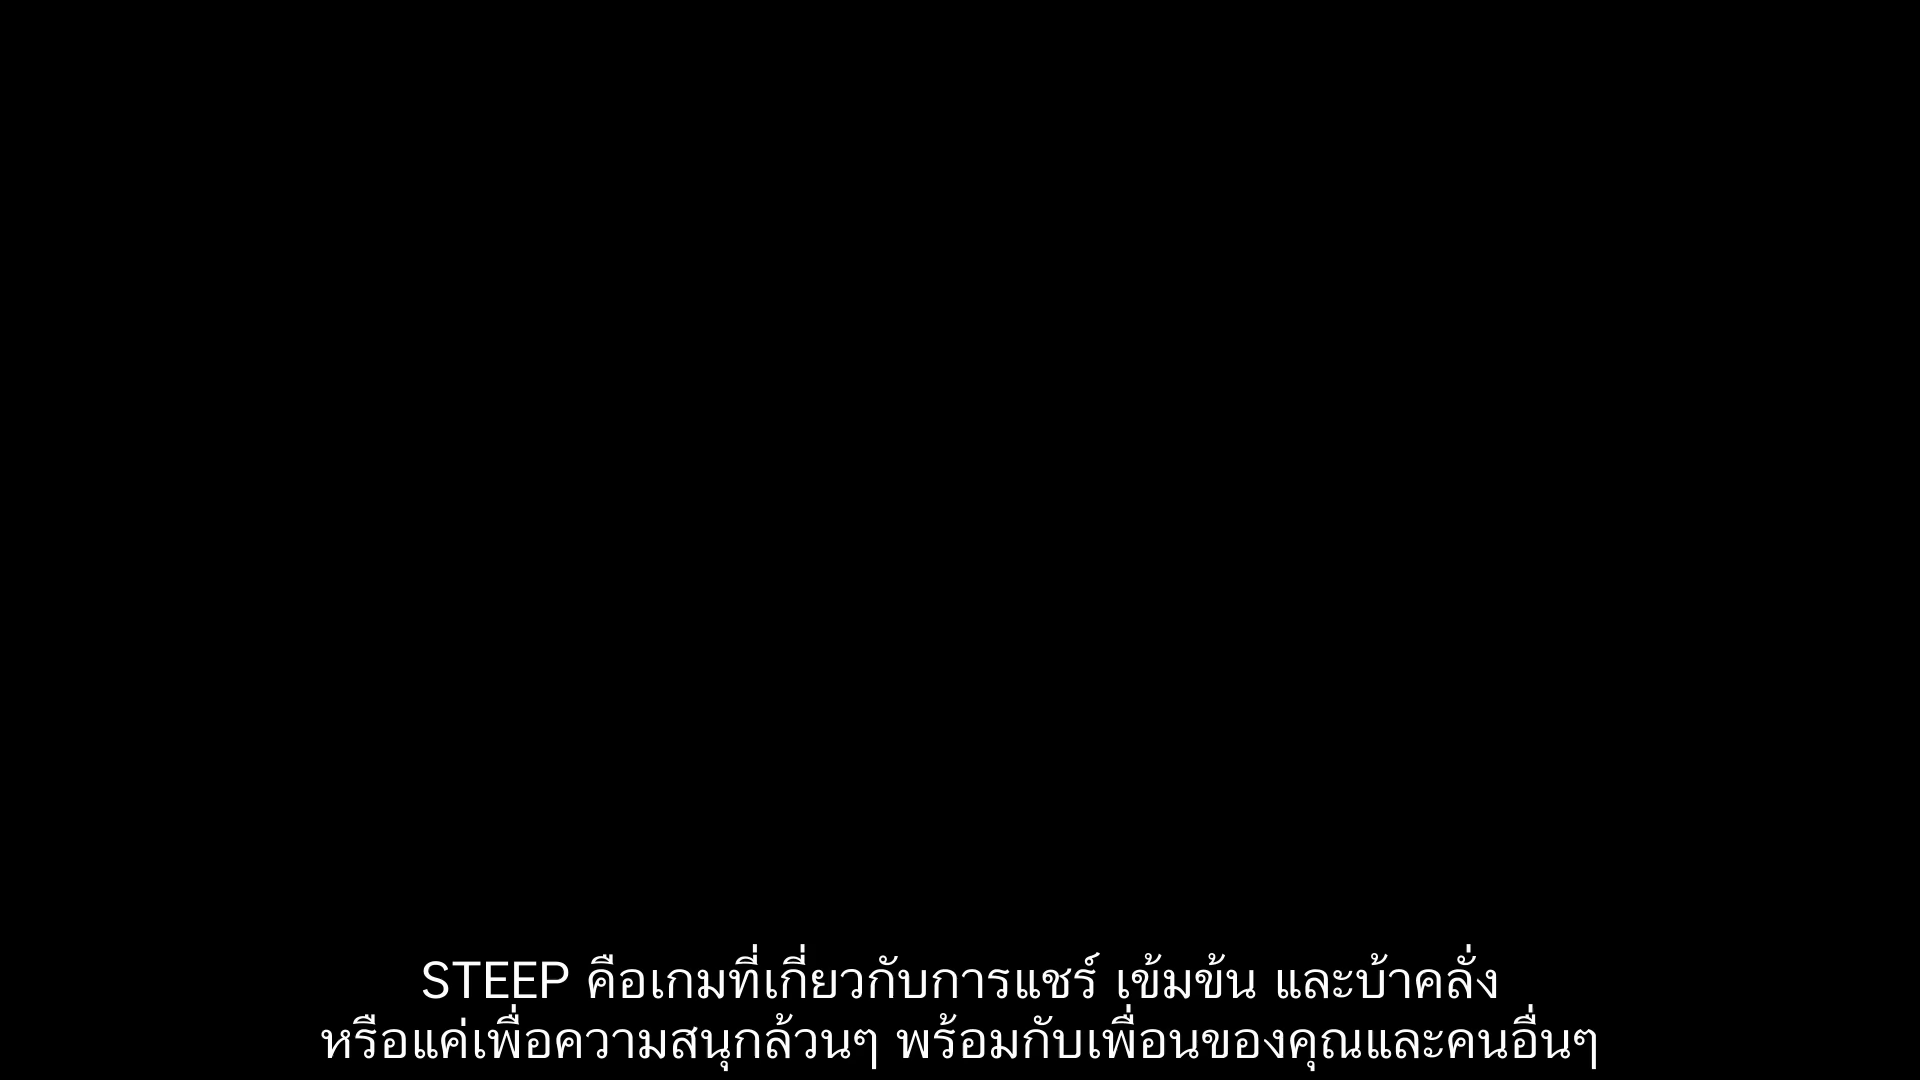 STEEP คือเกมที่เกี่ยวกับการแชร์ เข้มข้น และบ้าคลั่ง
หรือแค่เพื่อความสนุกล้วนๆ พร้อมกับเพื่อนของคุณและคนอื่นๆ